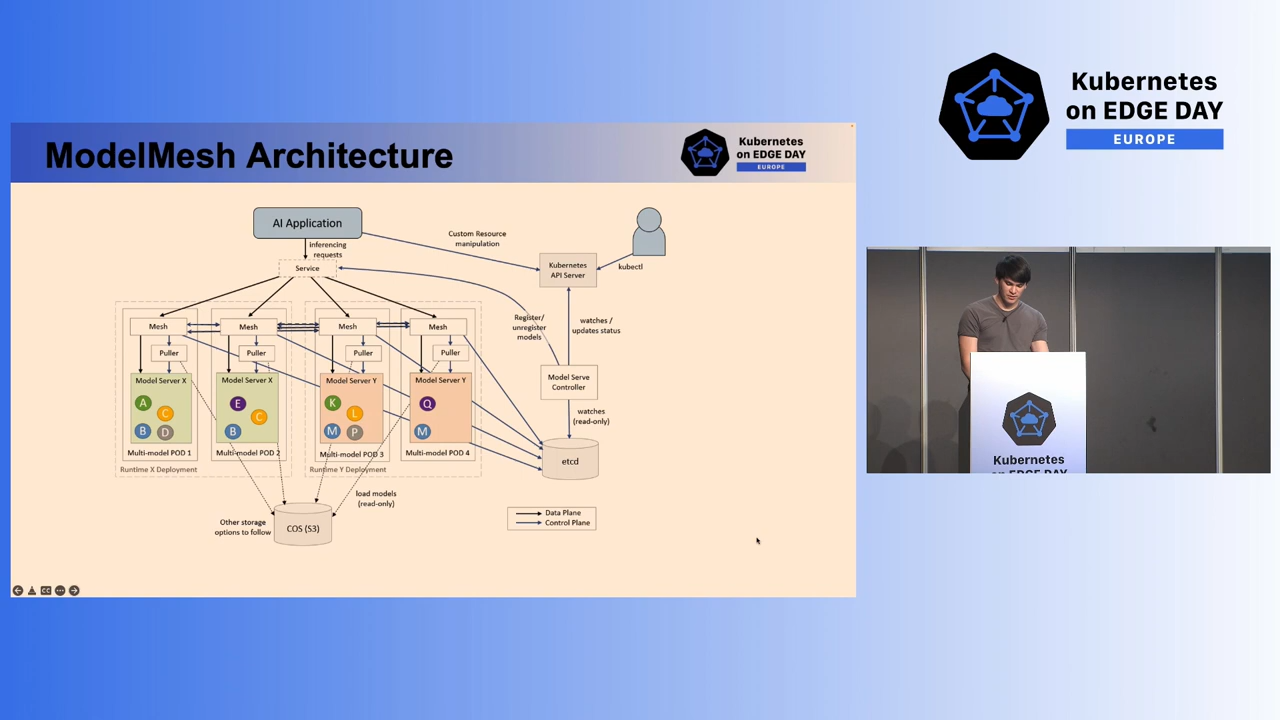 ModelMesh Architecture
Kubernetes
on EDGE DAY
EUROPE
AI Application
inferencing
requests
Service
Custom Resource
manipulation
Kubernetes
API Server
kubectl
Register/
unregister
models
watches /
updates status
Mesh
Mesh
Mesh
Mesh
Puller
Puller
Puller
Puller
Model Server X
A
C
B
D
Multi-model POD 1
Model Server X
E
C
B
Multi-model POD 2
Runtime X Deployment
Model Server Y
K
L
M
P
Multi-model POD 3
Model Server Y
Q
M
Multi-model POD 4
Runtime Y Deployment
Model Serve
Controller
watches
(read-only)
etcd
load models
(read-only)
Other storage
options to follow
COS (S3)
Data Plane
Control Plane
CC
Kubernetes
on EDGE DAY
EUROPE
Kubernetes
on EDGE DAY